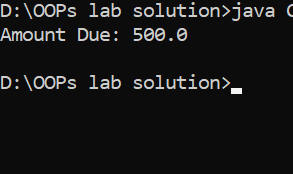 D:\OOPs lab solution>java
Amount Due: 500.0
D:\OOPs lab solution>